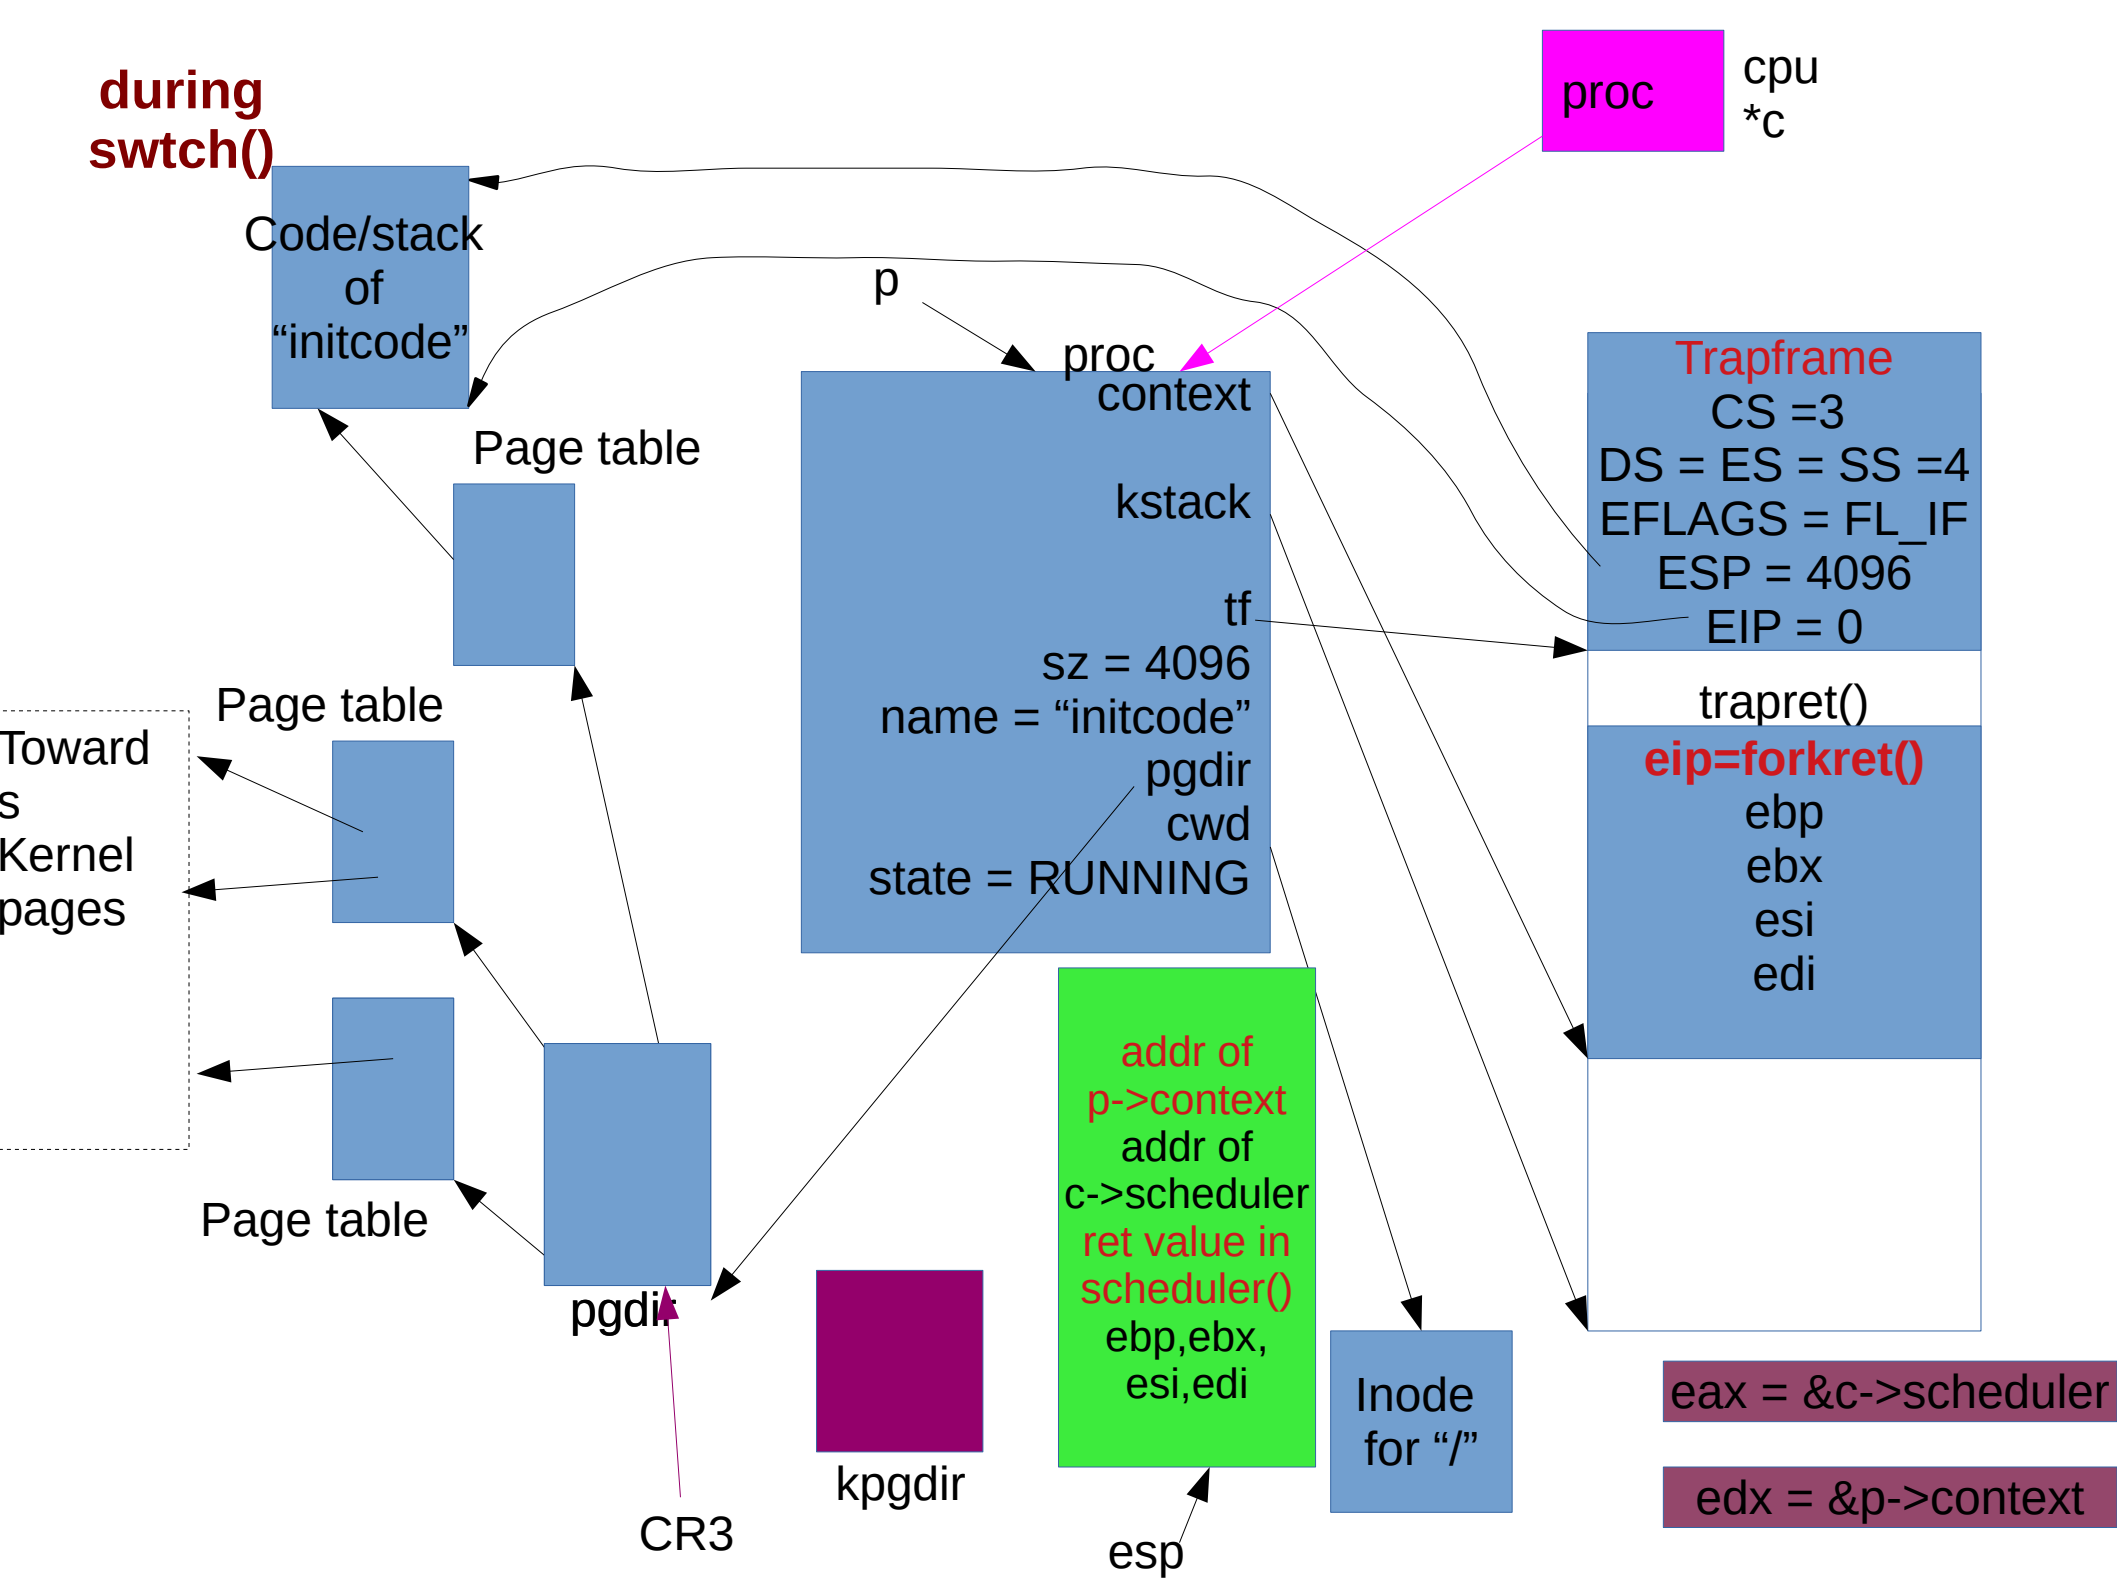 during
swtch()
proc
cpu
*c
Code/stack
of
“initcode”
p
proc
context
kstack
tf
sz = 4096
name = “initcode”
pgdir
cwd
state = RUNNING
Trapframe
CS =3
DS = ES = SS =4
EFLAGS = FL_IF
ESP = 4096
EIP = 0
trapret()
eip=forkret()
ebp
ebx
esi
edi
Page table
Page table
Toward
s
Kernel
pages
Page table
pgdir
kpgdir
CR3
addr of
p->context
addr of
c->scheduler
ret value in
scheduler()
ebp,ebx,
esi,edi
esp
Inode
for “/”
eax = &c->scheduler
edx = &p->context